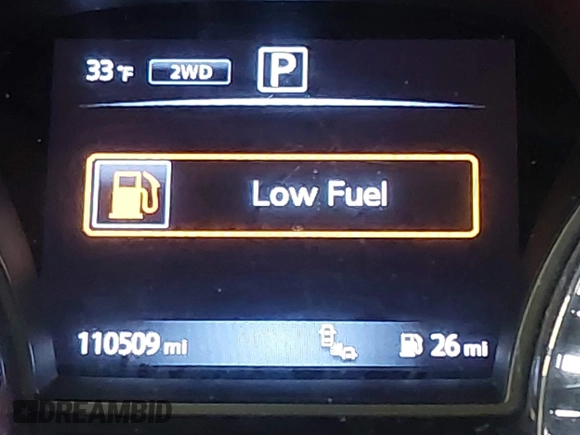 33°F 2WD P
Low Fuel
110509 mi 26 mi
DREAMBID